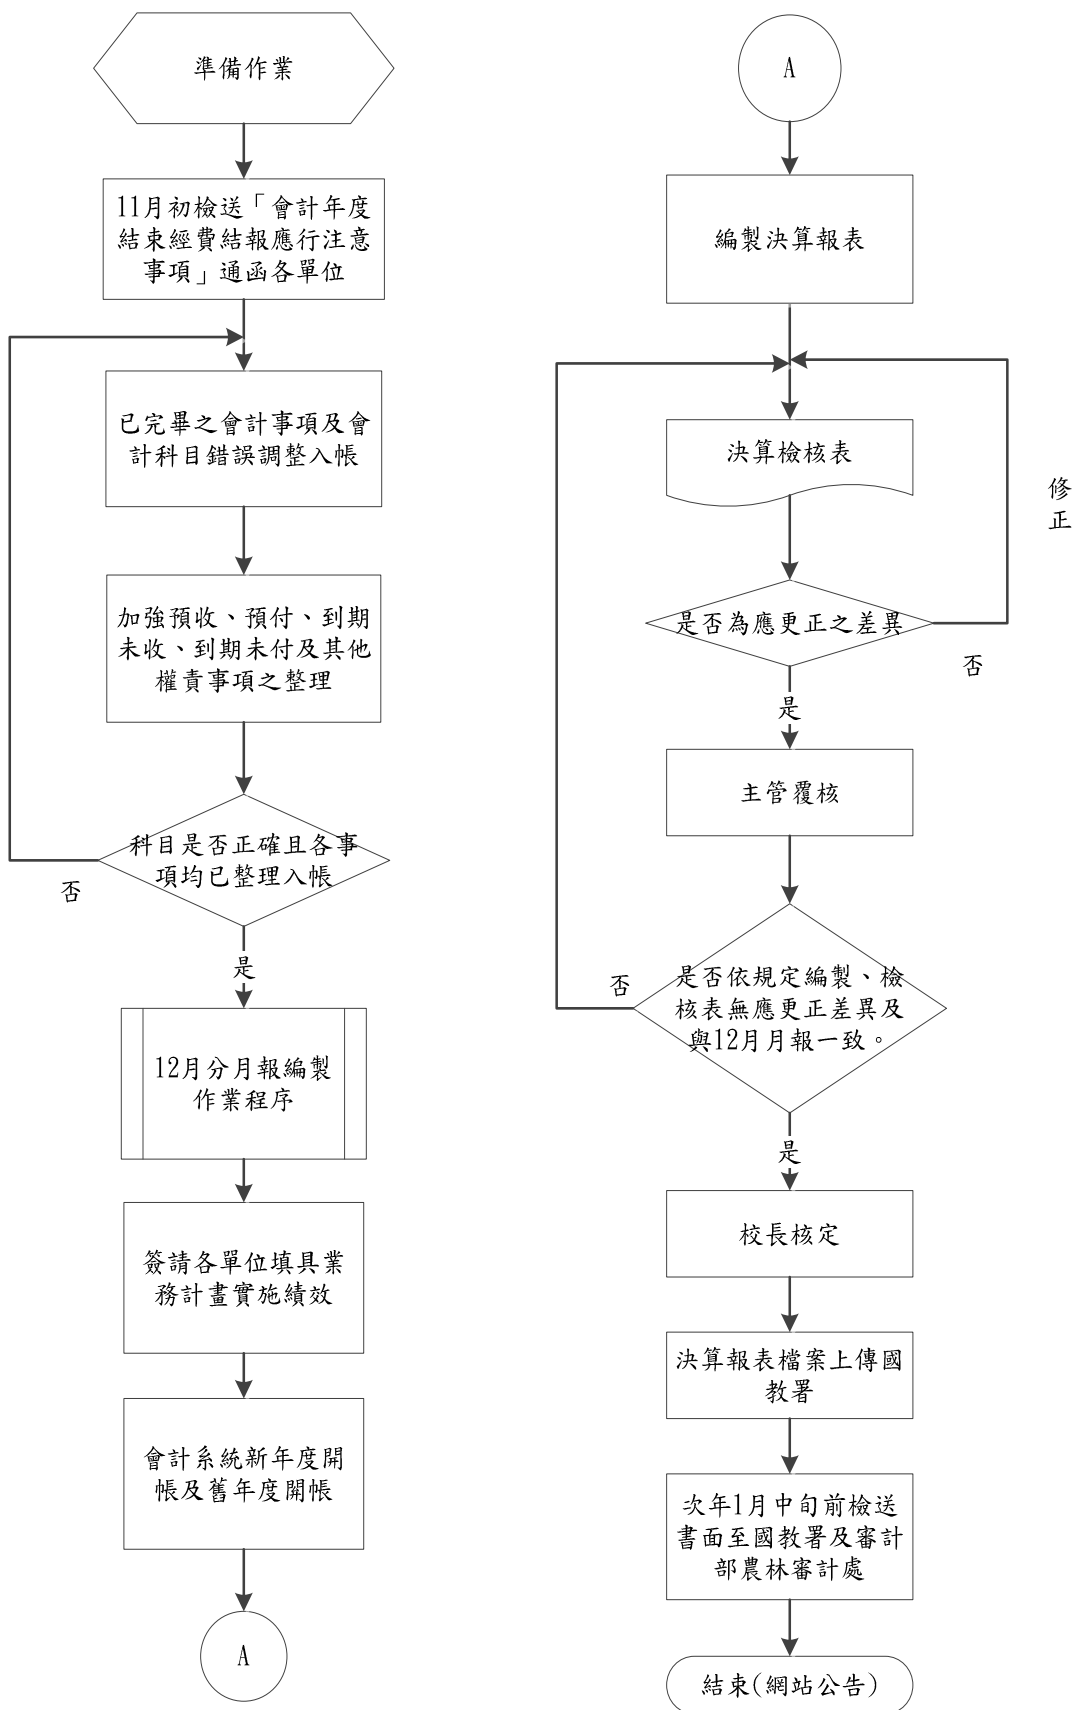 準備作業
11月初檢送「會計年度
結束經費結報應行注意
事項」通函各單位
已完畢之會計事項及會
計科目錯誤調整入帳
加強預收、預付、到期
未收、到期未付及其他
權責事項之整理
科目是否正確且各事
項均已整理入帳
否
是
12月分月報編製
作業程序
簽請各單位填具業
務計畫實施績效
會計系統新年度開
帳及舊年度開帳
A
A
編製決算報表
決算檢核表
修
正
是否為應更正之差異
否
是
主管覆核
是否依規定編製、檢
核表無應更正差異及
與12月月報一致。
否
是
校長核定
決算報表檔案上傳國
教署
次年1月中旬前檢送
書面至國教署及審計
部農林審計處
結束(網站公告)